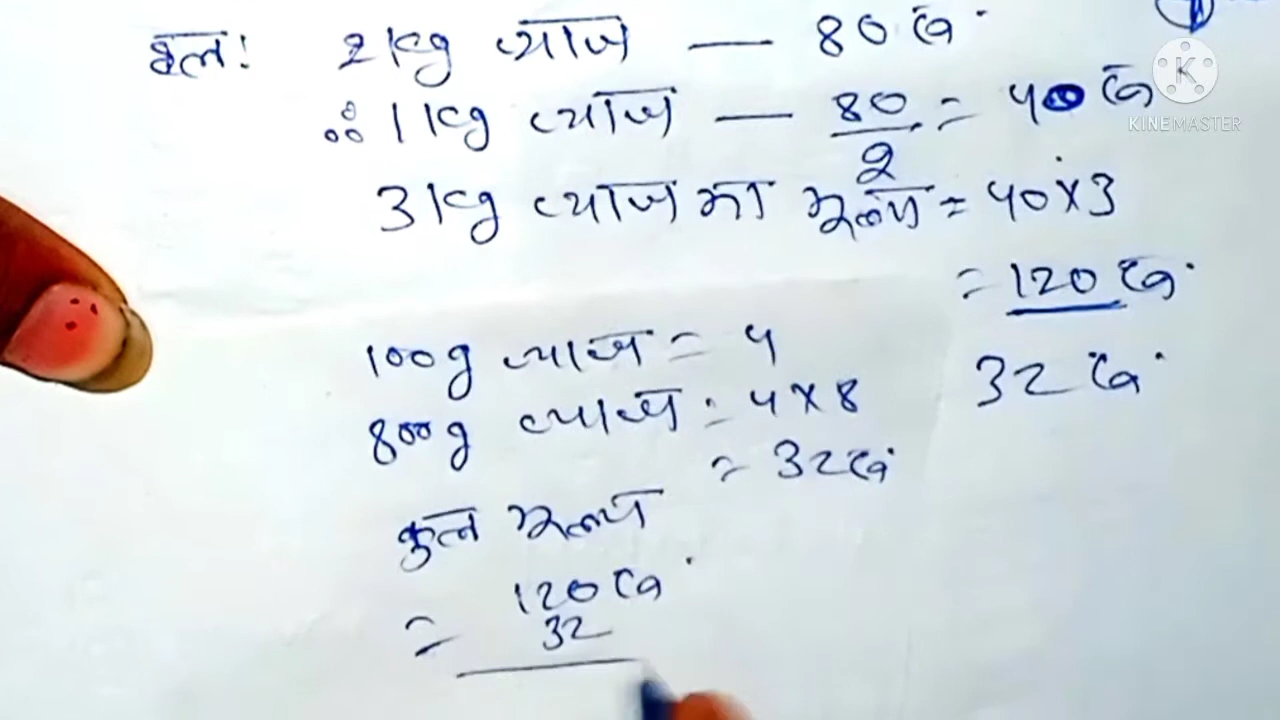 हल! 2kg प्याज — 80 रु.
∴ 1kg प्याज — 80/2 = 40 रु
3kg प्याज का मूल्य = 40×3
= 120 रु.
100g प्याज = 4
32 रु.
800g प्याज = 4×8
= 32 रु
कुल मूल्य
120 रु.
= 32
K
KINEMASTER